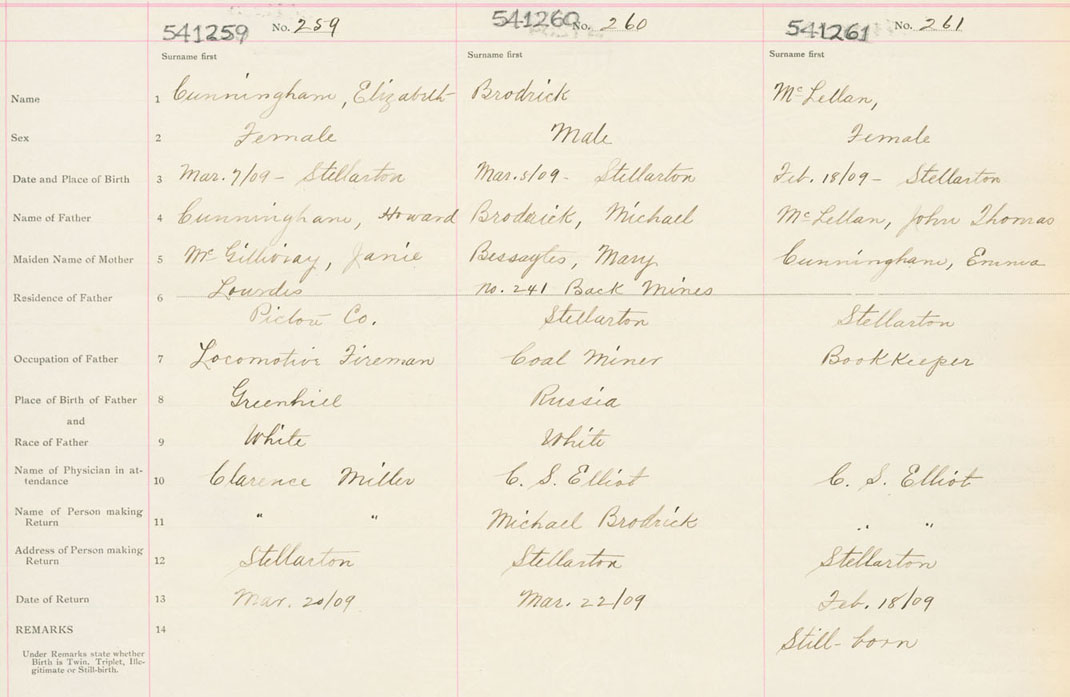 541259 No. 259 541260 No. 260 541261 No. 261
Surname first Surname first Surname first
Name 1 Cunningham, Elizabeth Brodrick McLellan,
Sex 2 Female Male Female
Date and Place of Birth 3 Mar. 7/09 - Stellarton Mar. 5/09 - Stellarton Feb. 18/09 - Stellarton
Name of Father 4 Cunningham, Howard Broderick, Michael McLellan, John Thomas
Maiden Name of Mother 5 McGillivray, Janie Mary Cunningham, Emma
Lourdes No. 241 Back Mines
Residence of Father 6
Pictou Co. Stellarton Stellarton
Occupation of Father 7 Locomotive Fireman Coal Miner Bookkeeper
Place of Birth of Father 8 Greenhill Russia
and
Race of Father 9 White White
Name of Physician in at-
tendance 10 Clarence Miller C. S. Elliot C. S. Elliot
Name of Person making
Return 11 " " Michael Brodrick " "
Address of Person making
Return 12 Stellarton Stellarton Stellarton
Date of Return 13 Mar. 20/09 Mar. 22/09 Feb. 18/09
REMARKS 14
Still-born
Under Remarks state whether
Birth is Twin, Triplet, Ille-
gitimate or Still-birth.